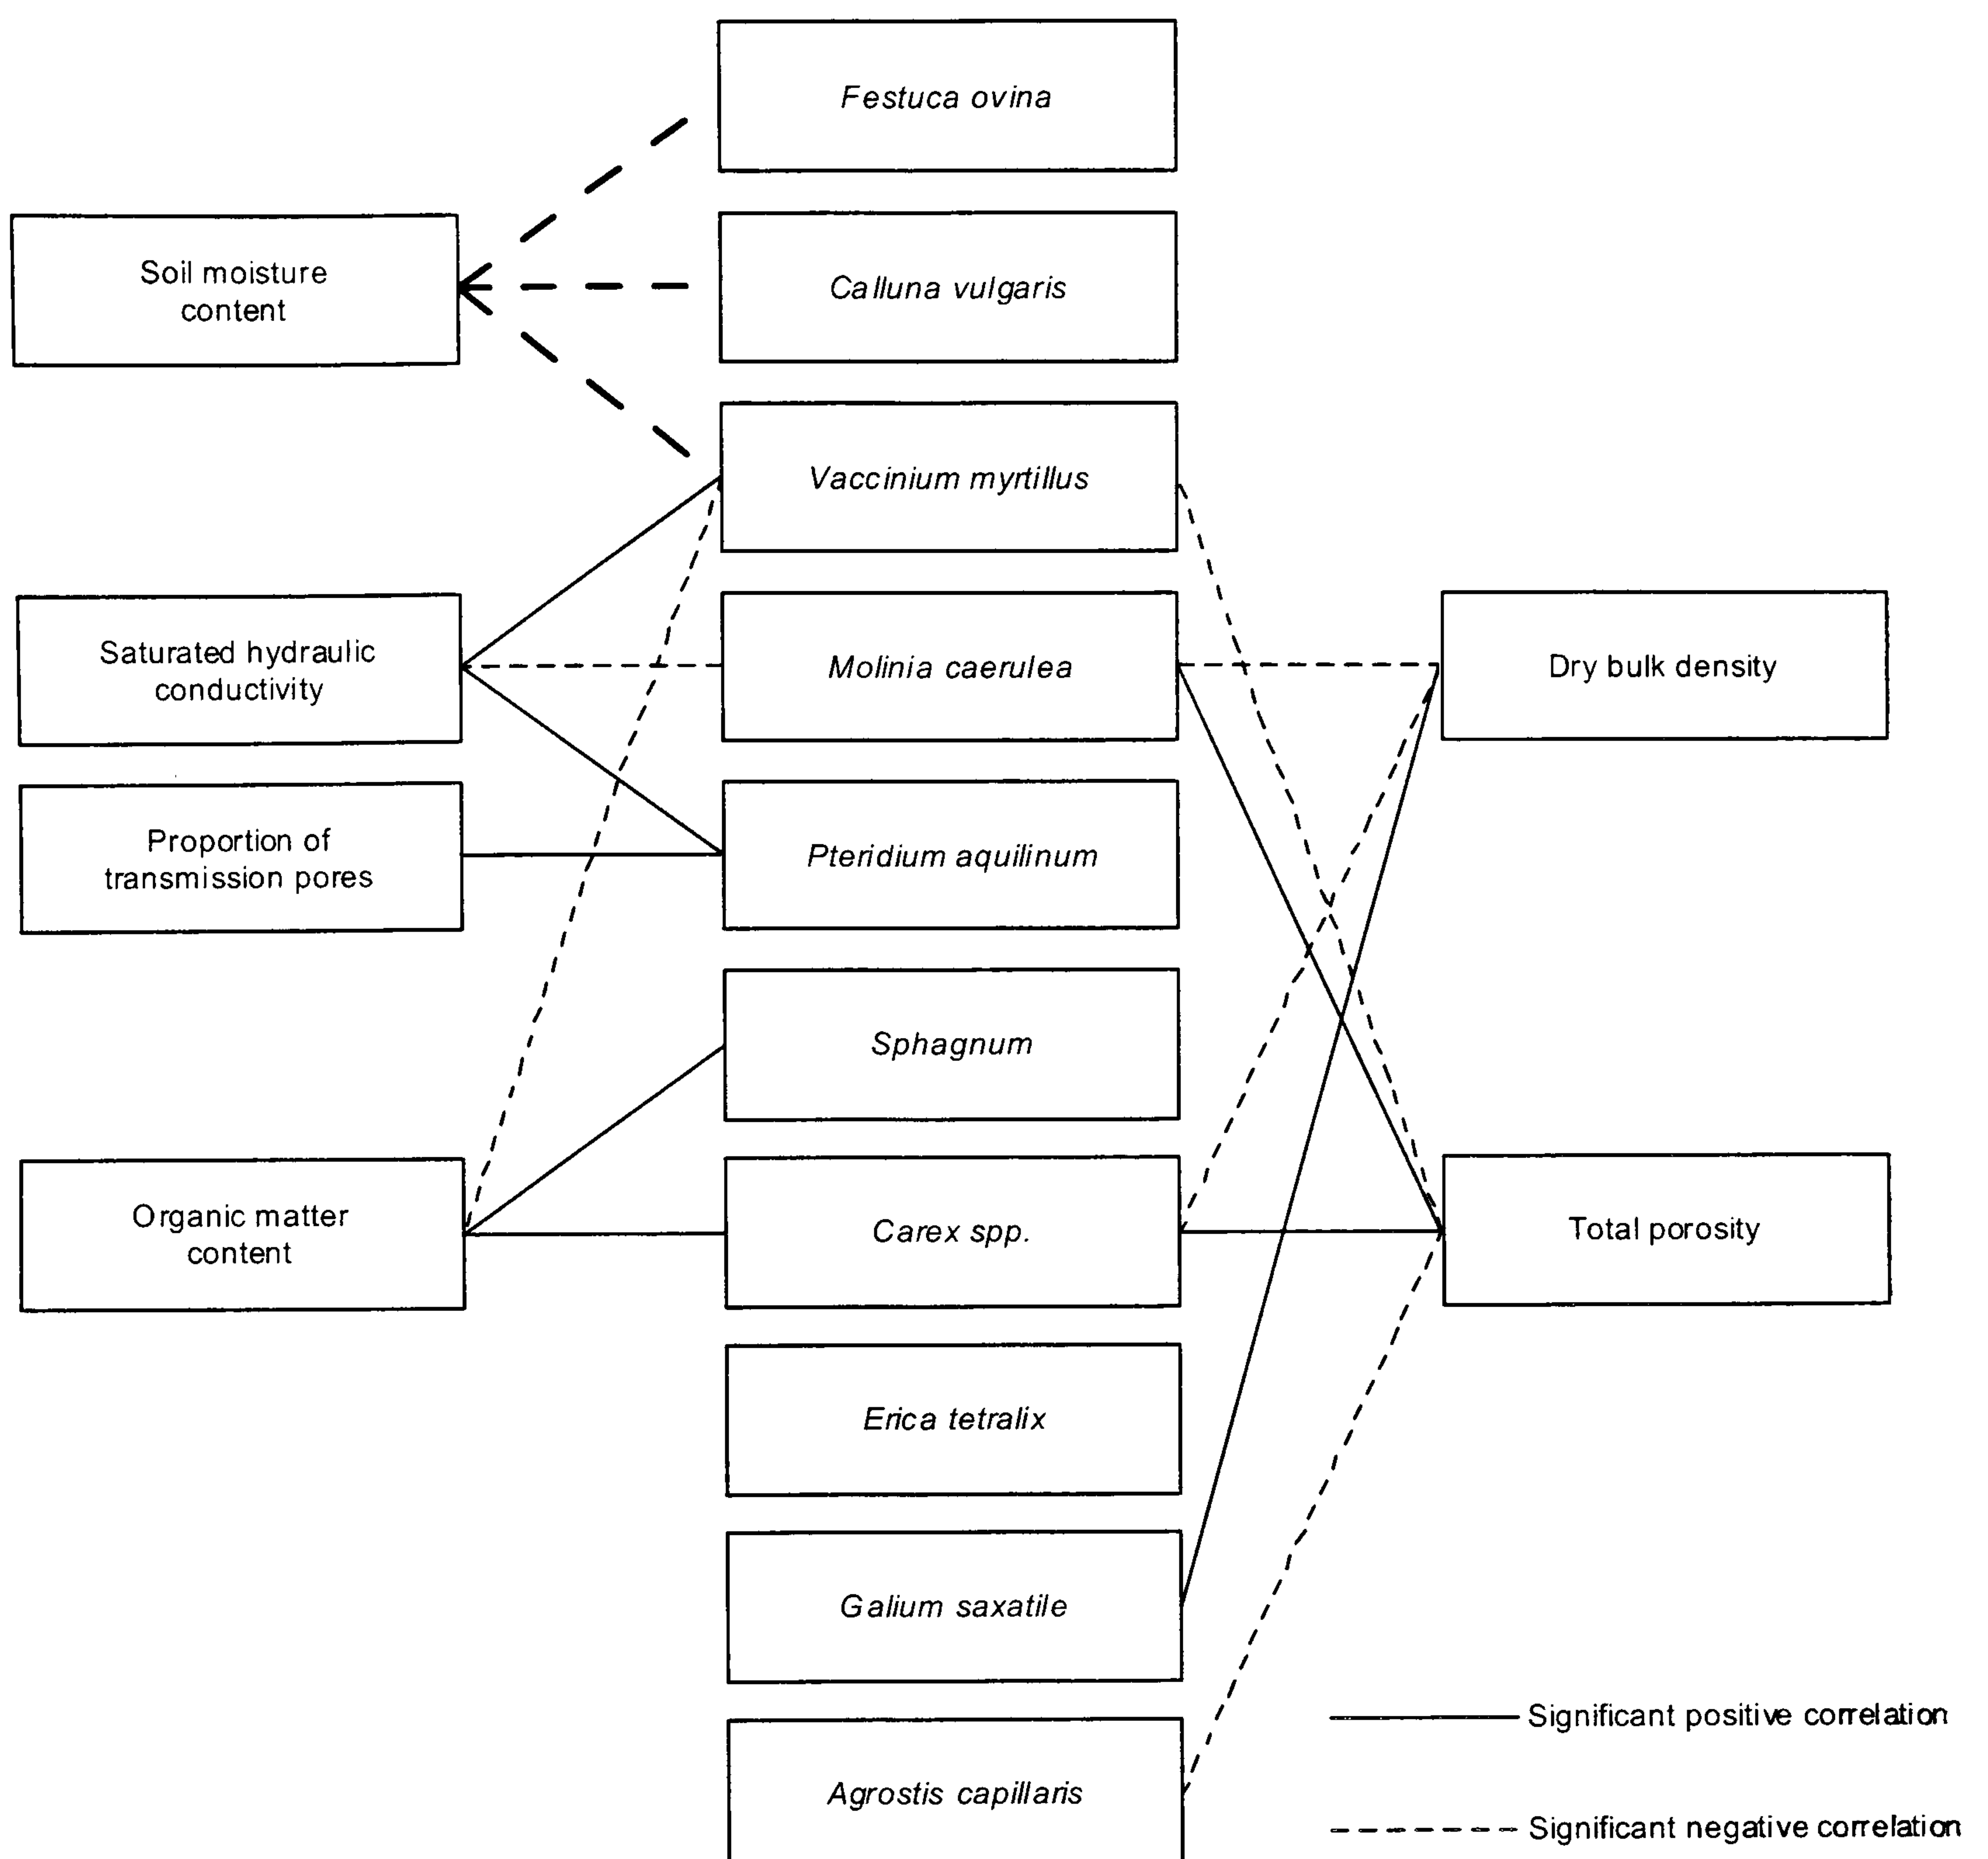 Festuca ovina
Soil moisture
content
Calluna vulgaris
Vaccinium myrtillus
Saturated hydraulic
conductivity
Molinia caerulea
Dry bulk density
Proportion of
transmission pores
Pteridium aquilinum
Sphagnum
Organic matter
content
Carex spp.
Total porosity
Erica tetralix
Galium saxatile
Significant positive correlation
Agrostis capillaris
Significant negative correlation